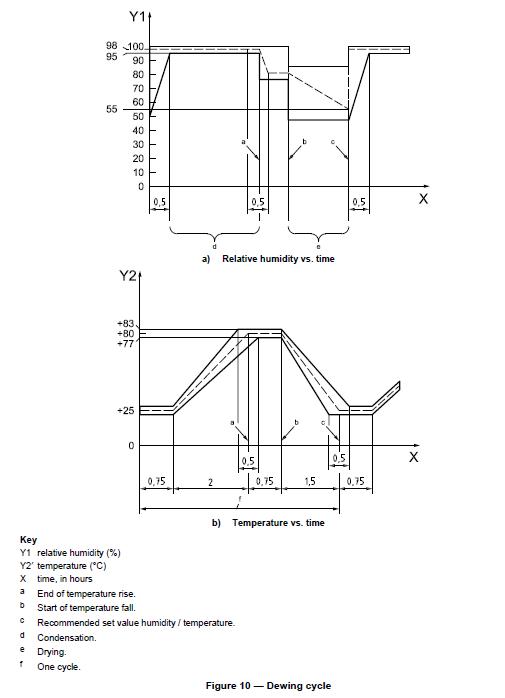 Y1
98
100
95
90
80
70
60
55
50
40
30
20
10
0
a
b
c
X
0,5
0,5
0,5
d
e
a) Relative humidity vs. time
Y2
+83
+80
+77
+25
0
a
b
c
X
0,5
0,5
0,75
2
0,75
1,5
0,75
f
b) Temperature vs. time
Key
Y1 relative humidity (%)
Y2´ temperature (°C)
X time, in hours
a End of temperature rise.
b Start of temperature fall.
c Recommended set value humidity / temperature.
d Condensation.
e Drying.
f One cycle.
Figure 10 — Dewing cycle